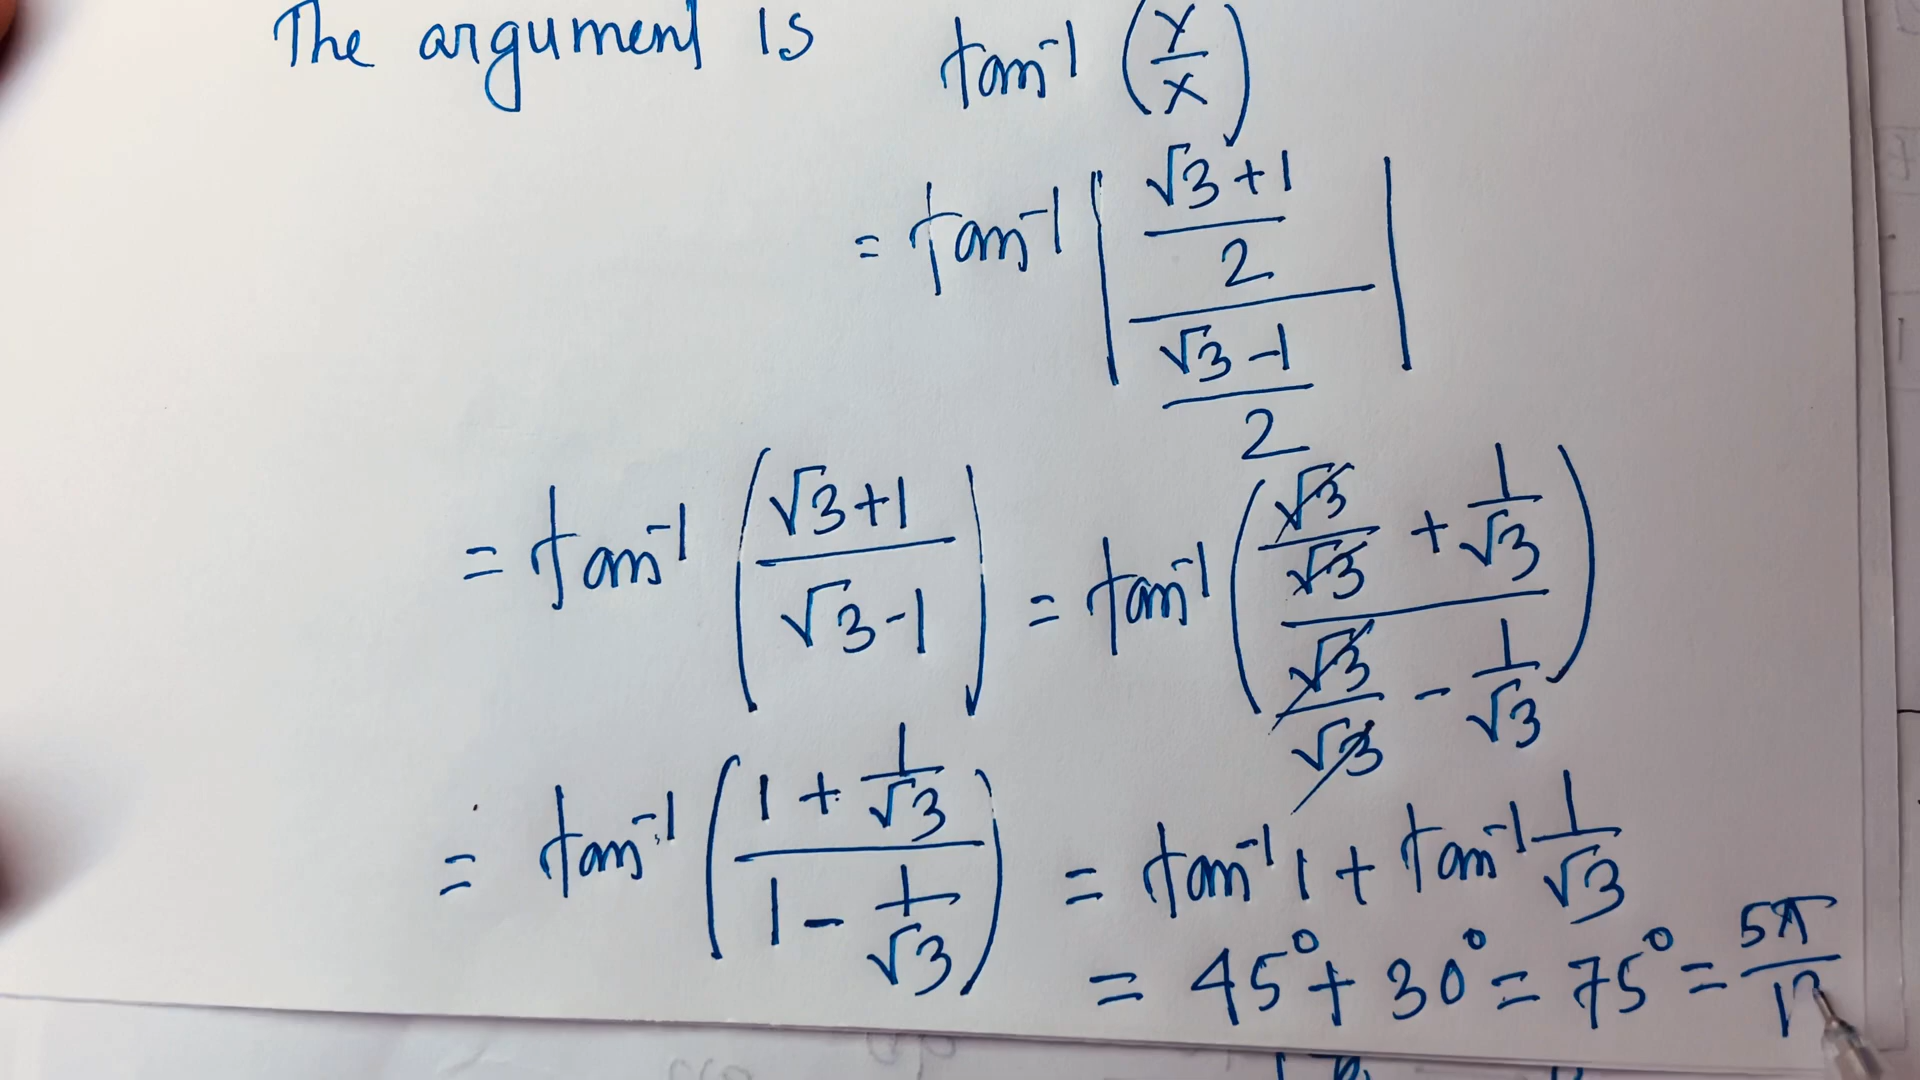 The argument is tan⁻¹ (y/x)
= tan⁻¹ | ((√3+1)/2) / ((√3-1)/2) |
= tan⁻¹ ((√3+1)/(√3-1)) = tan⁻¹ ((√3/√3 + 1/√3)/(√3/√3 - 1/√3))
= tan⁻¹ ((1 + 1/√3)/(1 - 1/√3)) = tan⁻¹ 1 + tan⁻¹ 1/√3
= 45° + 30° = 75° = 5π/12